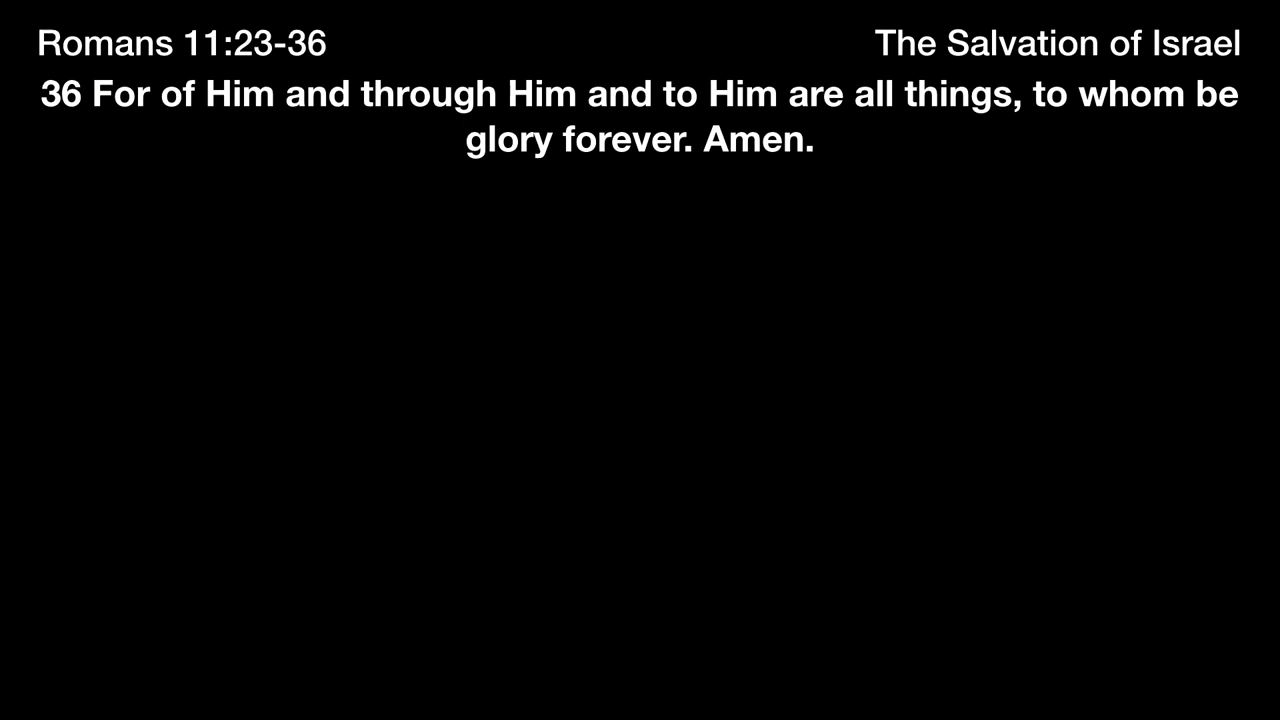 Romans 11:23-36
The Salvation of Israel
36 For of Him and through Him and to Him are all things, to whom be
glory forever. Amen.